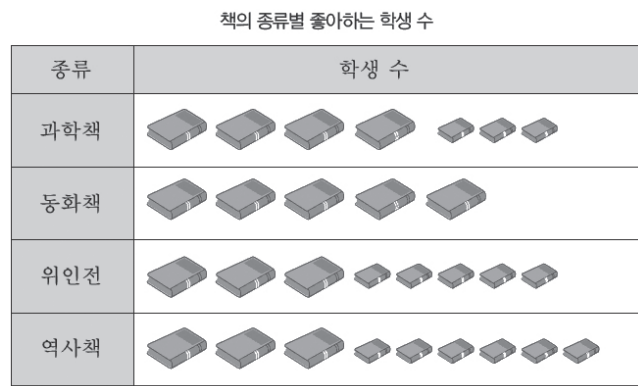 책의 종류별 좋아하는 학생 수
종류 학생 수
과학책
동화책
위인전
역사책